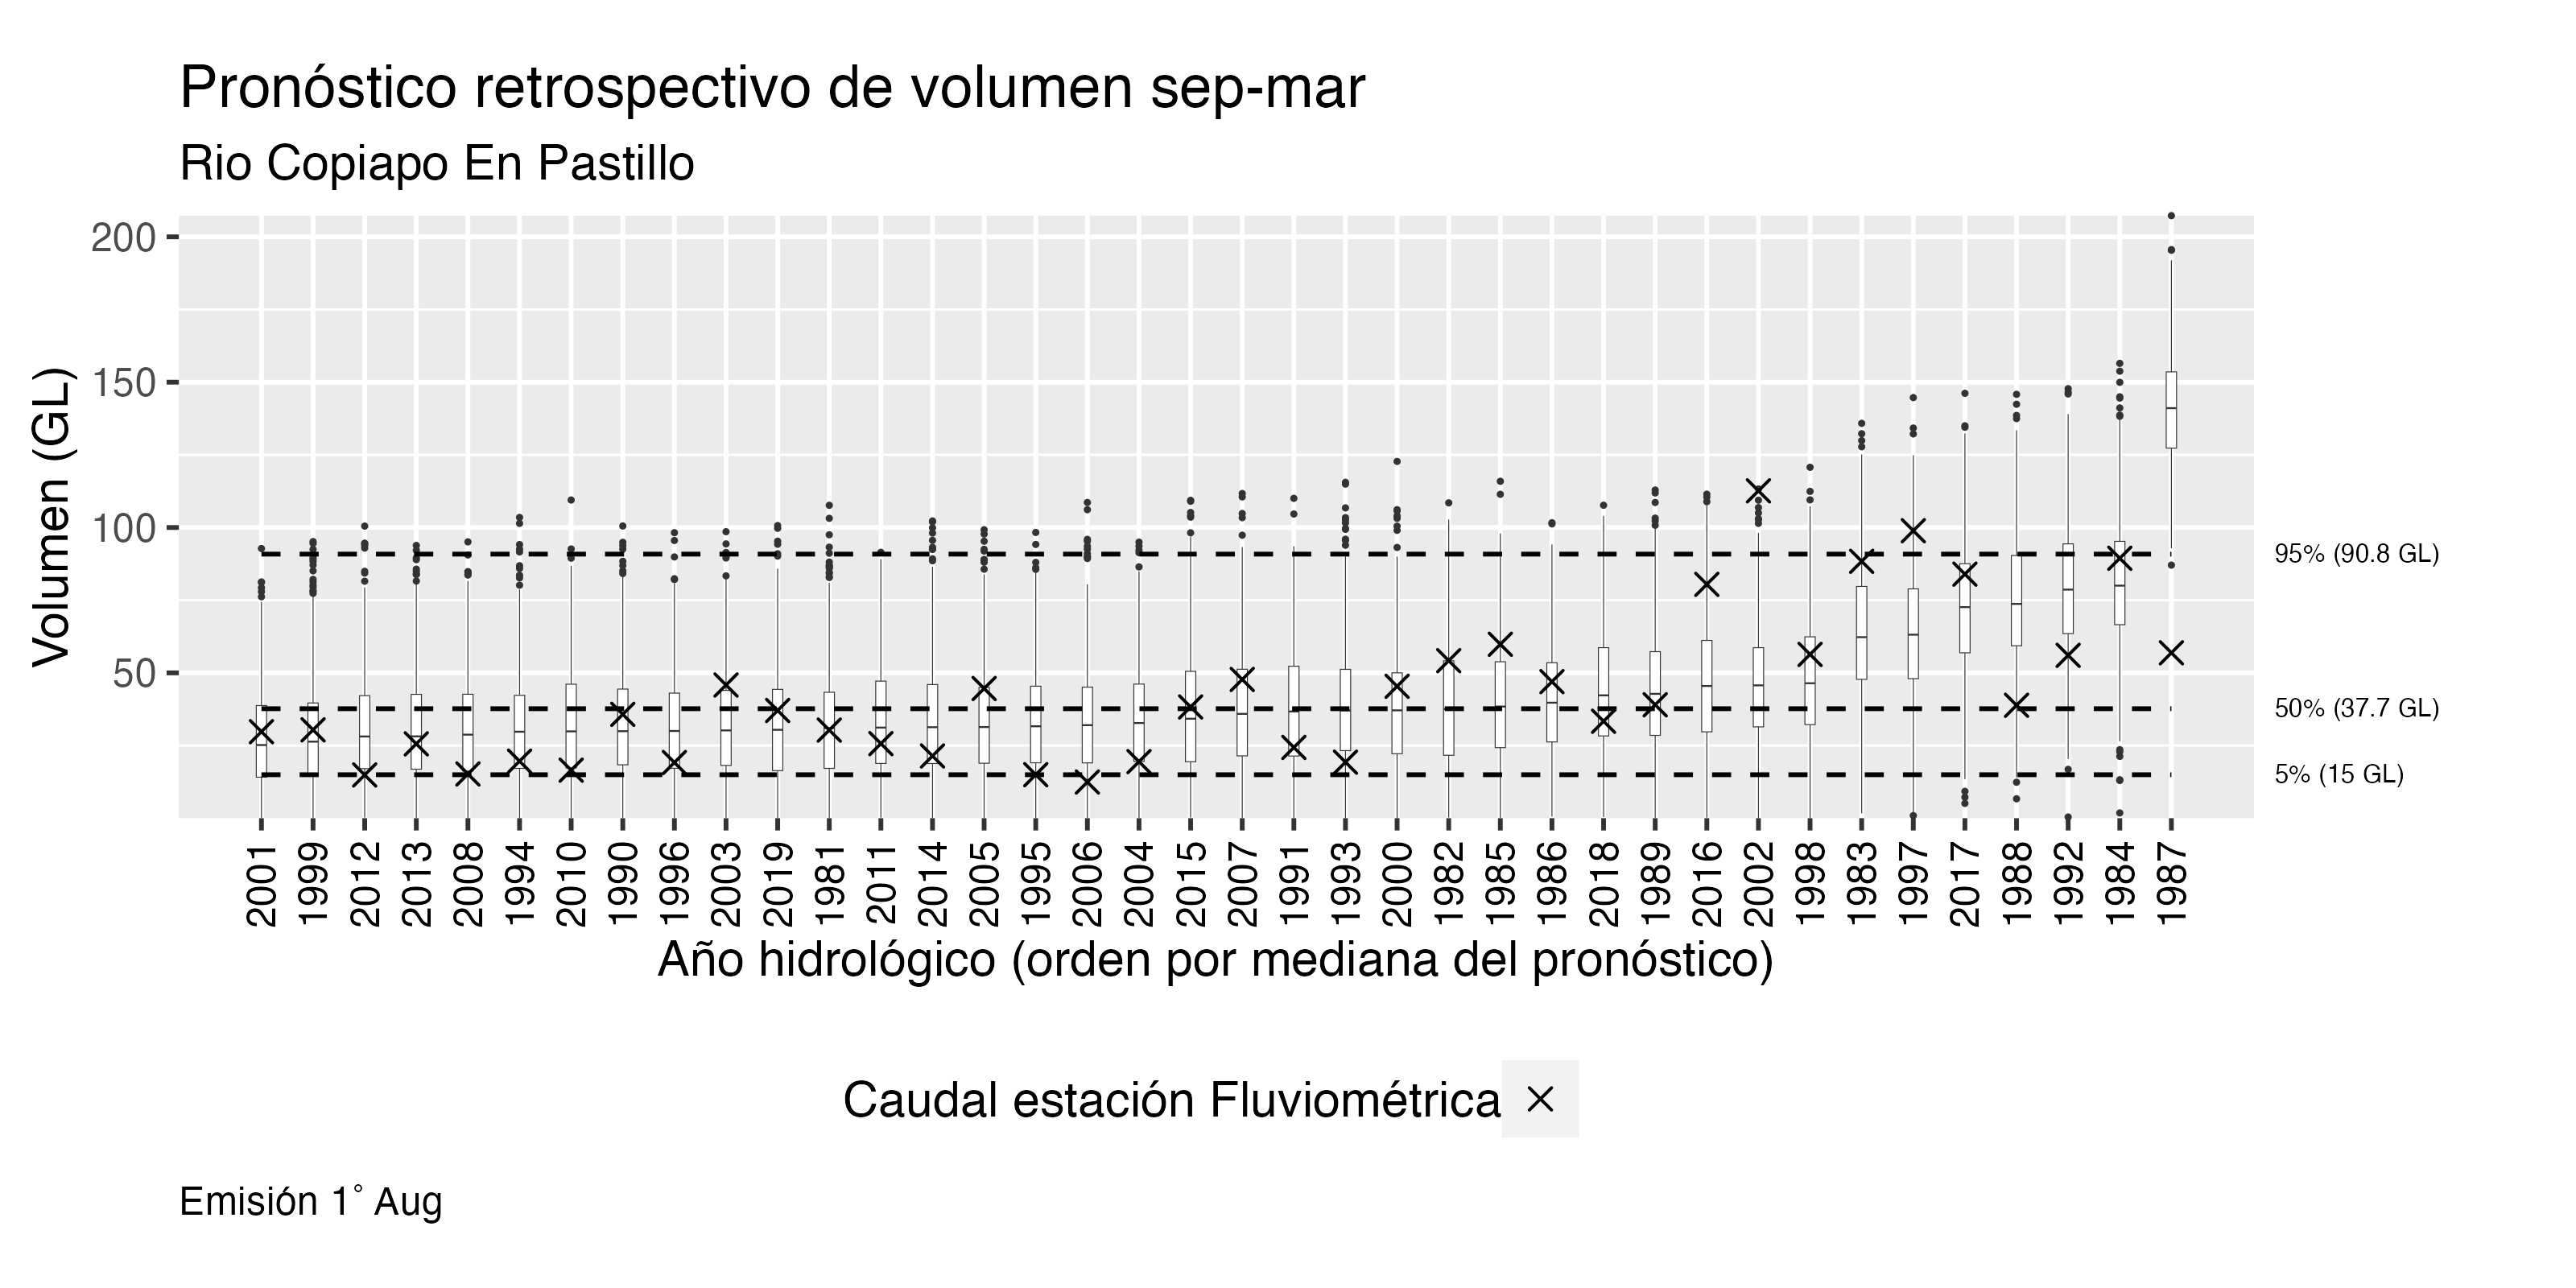 Pronóstico retrospectivo de volumen sep-mar
Rio Copiapo En Pastillo
Volumen (GL)
200
150
100
50
95% (90.8 GL)
50% (37.7 GL)
5% (15 GL)
2001 1999 2012 2013 2008 1994 2010 1990 1996 2003 2019 1981 2011 2014 2005 1995 2006 2004 2015 2007 1991 1993 2000 1982 1985 1986 2018 1989 2016 2002 1998 1983 1997 2017 1988 1992 1984 1987
Año hidrológico (orden por mediana del pronóstico)
Caudal estación Fluviométrica
Emisión 1° Aug